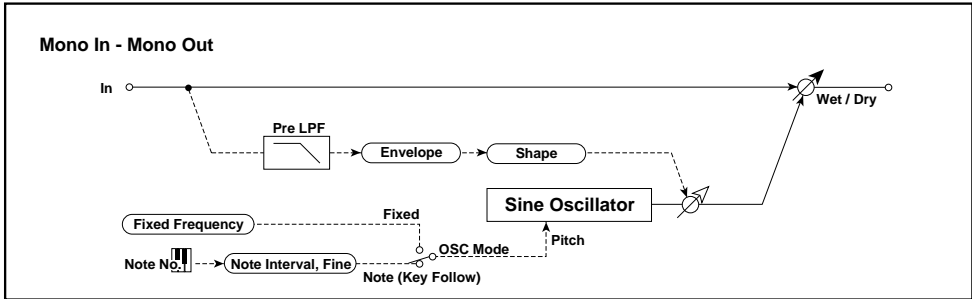 Mono In - Mono Out
In
Wet / Dry
Pre LPF
Envelope
Shape
Sine Oscillator
Fixed
Fixed Frequency
OSC Mode
Pitch
Note No.
Note Interval, Fine
Note (Key Follow)